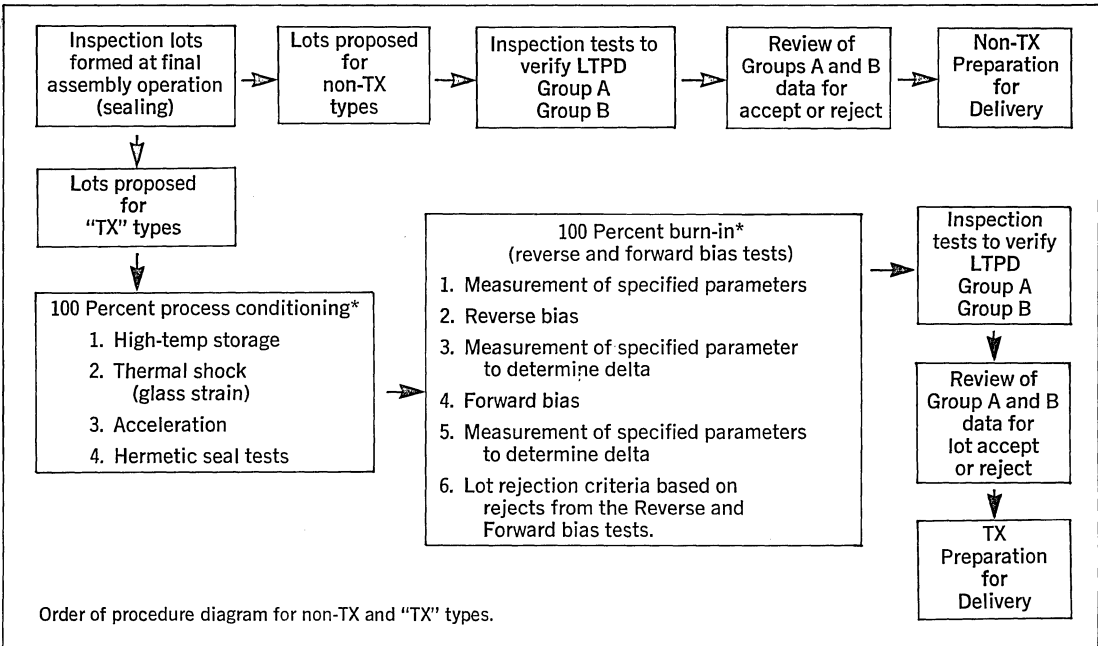 Inspection lots
formed at final
assembly operation
(sealing)
Lots proposed
for
non-TX
types
Inspection tests to
verify LTPD
Group A
Group B
Review of
Groups A and B
data for
accept or reject
Non-TX
Preparation
for
Delivery
Lots proposed
for
“TX” types
100 Percent process conditioning*
1. High-temp storage
2. Thermal shock
(glass strain)
3. Acceleration
4. Hermetic seal tests
100 Percent burn-in*
(reverse and forward bias tests)
1. Measurement of specified parameters
2. Reverse bias
3. Measurement of specified parameter
to determine delta
4. Forward bias
5. Measurement of specified parameters
to determine delta
6. Lot rejection criteria based on
rejects from the Reverse and
Forward bias tests.
Inspection
tests to verify
LTPD
Group A
Group B
Review of
Group A and B
data for
lot accept
or reject
TX
Preparation
for
Delivery
Order of procedure diagram for non-TX and “TX” types.